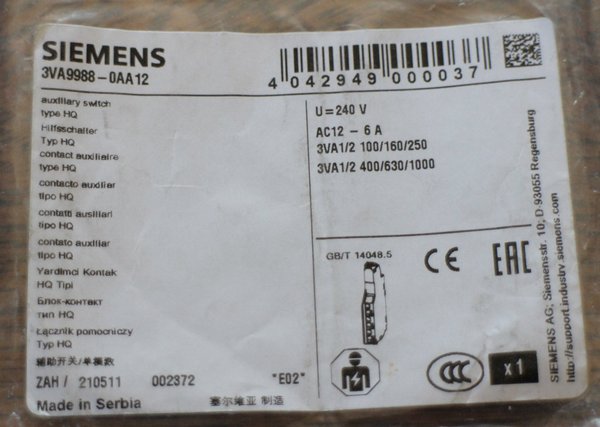 SIEMENS
3VA9988-0AA12
4 042949 000037
auxiliary switch
type HQ
Hilfsschalter
Typ HQ
contact auxiliaire
type HQ
contacto auxiliar
tipo HQ
contatti ausiliari
tipo HQ
contato auxiliar
tipo HQ
Yardimci Kontak
HQ Tipi
Блок-контакт
тип HQ
Łącznik pomocniczy
Typ HQ
辅助开关/单模数
ZAH / 210511 002372 "E02"
Made in Serbia 塞尔维亚 制造
U=240 V
AC12 - 6 A
3VA1/2 100/160/250
3VA1/2 400/630/1000
GB/T 14048.5
CE EAC
CCC x1
SIEMENS AG, Siemensstr. 10, D-93055 Regensburg
http://support.industry.siemens.com